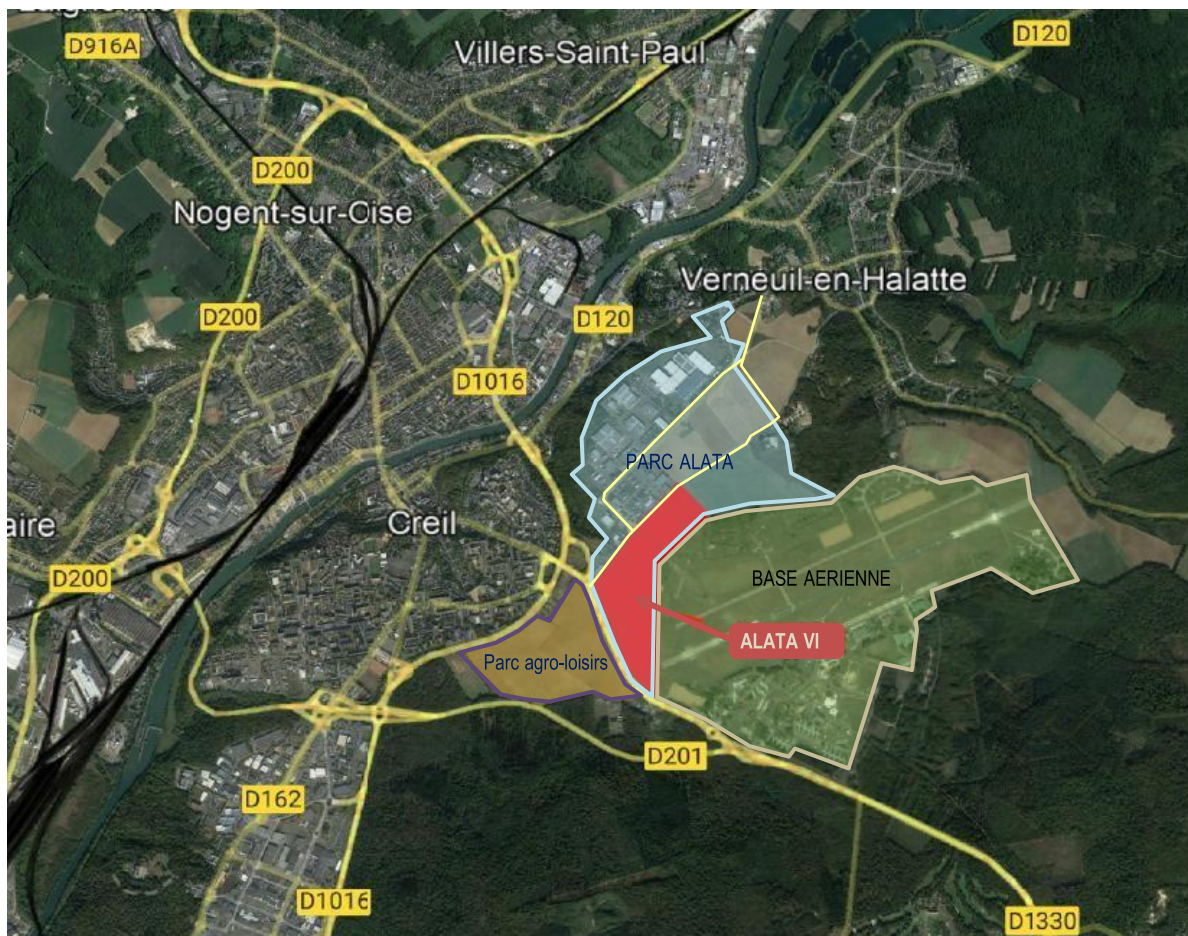 D916A
Villers-Saint-Paul
D120
D200
Nogent-sur-Oise
Verneuil-en-Halatte
D200
D120
D1016
PARC ALATA
aire
Creil
D200
BASE AERIENNE
ALATA VI
Parc agro-loisirs
D201
D162
D1016
D1330